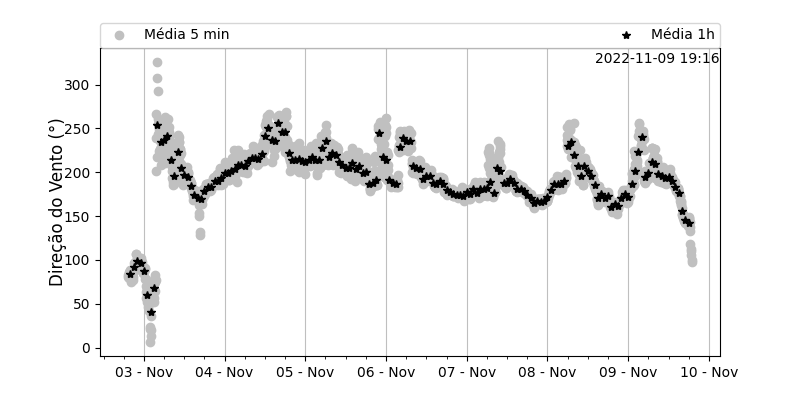 Média 5 min
Média 1h
2022-11-09 19:16
Direção do Vento (°)
300
250
200
150
100
50
0
03 - Nov
04 - Nov
05 - Nov
06 - Nov
07 - Nov
08 - Nov
09 - Nov
10 - Nov